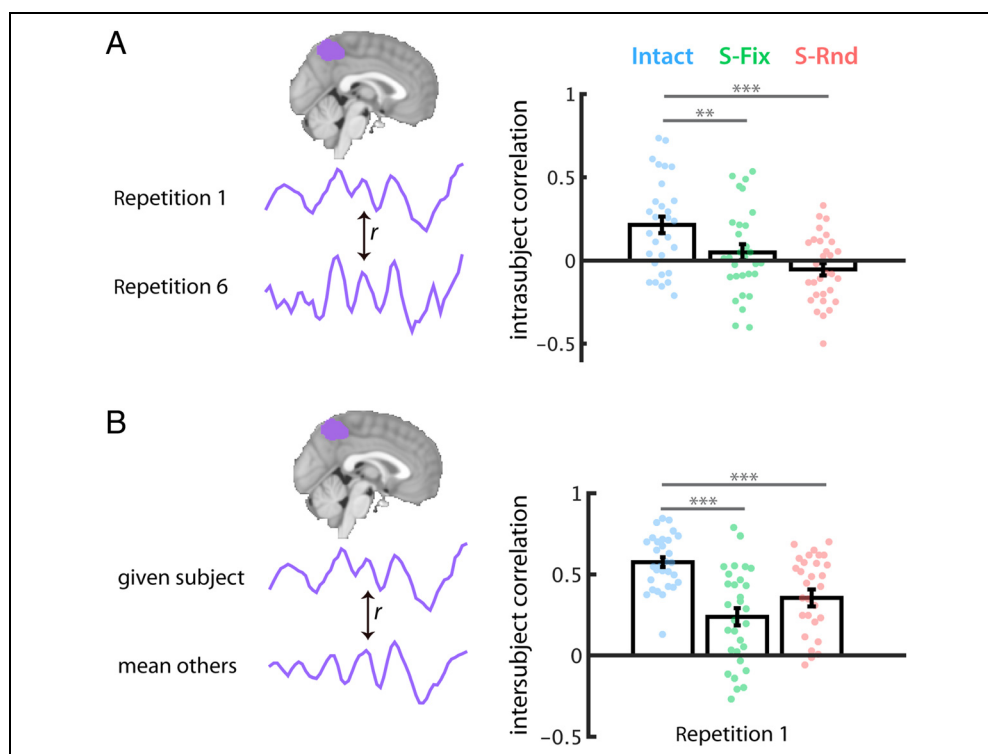 A
Intact S-Fix S-Rnd
***
**
1
0.5
0
–0.5
intrasubject correlation
Repetition 1
r
Repetition 6
B
***
***
1
0.5
0
-0.5
intersubject correlation
given subject
r
mean others
Repetition 1